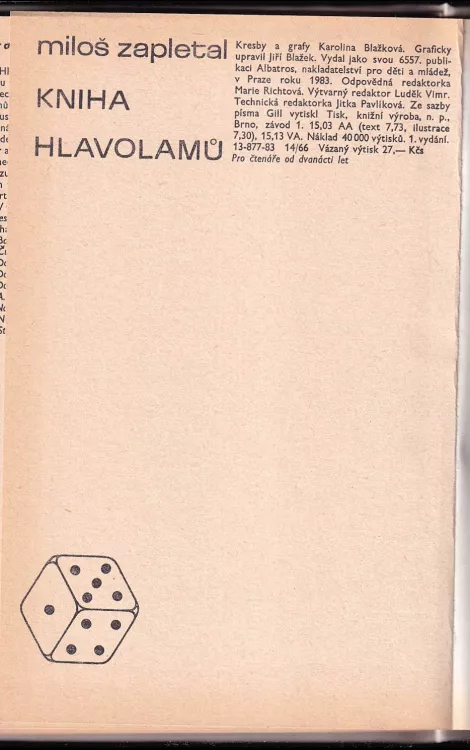 miloš zapletal
KNIHA
HLAVOLAMŮ
Kresby a grafy Karolina Blažková. Graficky
upravil Jiří Blažek. Vydal jako svou 6557. publi-
kaci Albatros, nakladatelství pro děti a mládež,
v Praze roku 1983. Odpovědná redaktorka
Marie Richtová. Výtvarný redaktor Luděk Vimr.
Technická redaktorka Jitka Pavlíková. Ze sazby
písma Gill vytiskl Tisk, knižní výroba, n. p.,
Brno, závod 1. 15,03 AA (text 7,73, ilustrace
7,30), 15,13 VA. Náklad 40 000 výtisků. 1. vydání.
13-877-83 14/66 Vázaný výtisk 27,— Kčs
Pro čtenáře od dvanácti let